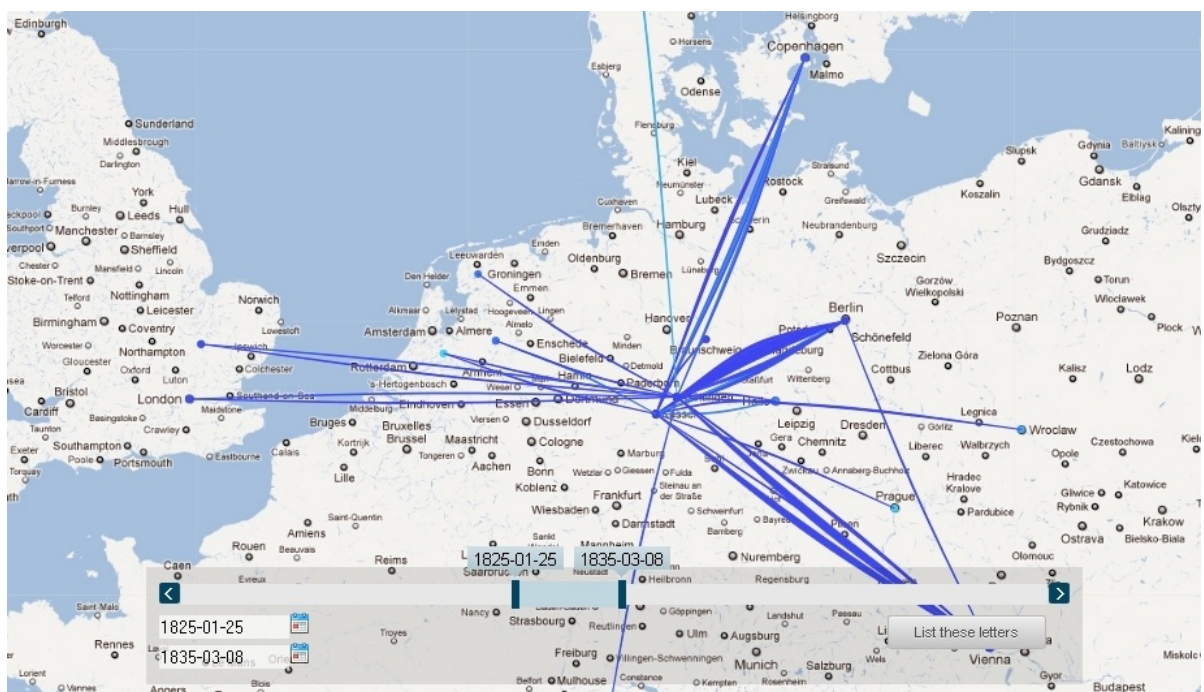 Edinburgh
Helsingborg
Horsens
Copenhagen
Esbjerg
Malmo
Odense
Sunderland
Flensburg
Middlesbrough
Darlington
Kiel
Stralsund
Slupsk
Gdynia
Baltiysk
Kalining
Barrow-in-Furness
Neumünster
Rostock
Koszalin
Gdansk
York
Cuxhaven
Lubeck
Greifswald
Elblag
Burnley
Leeds
Hull
Bremerhaven
Hamburg
Neubrandenburg
Olszty
Southport
Manchester
Barnsley
Emden
Szczecin
Grudziadz
Sheffield
Leeuwarden
Oldenburg
Bremen
Lüneburg
Bydgoszcz
Chester
Mansfield
Lincoln
Den Helder
Groningen
Gorzów
Wielkopolski
Torun
Stoke-on-Trent
Emmen
Nottingham
Hoogeveen
Lingen
Wloclawek
Telford
Leicester
Norwich
Alkmaar
Lelystad
Almelo
Hanover
Berlin
Poznan
Plock
Birmingham
Coventry
Lowestoft
Amsterdam
Almere
Enschede
Minden
Schönefeld
Worcester
Northampton
Ipswich
Bielefeld
Braunschweig
Zielona Góra
Gloucester
Rotterdam
Detmold
Cottbus
Kalisz
Lodz
Oxford
Luton
Colchester
's-Hertogenbosch
Wesel
Paderborn
Wittenberg
Bristol
London
Southend-on-Sea
Middelburg
Eindhoven
Essen
Dortmund
Halle
Legnica
Cardiff
Basingstoke
Maidstone
Bruges
Viersen
Leipzig
Görlitz
Wroclaw
Taunton
Crawley
Bruxelles
Brussel
Dusseldorf
Dresden
Exeter
Southampton
Calais
Kortrijk
Maastricht
Cologne
Gera
Chemnitz
Liberec
Walbrzych
Czestochowa
Torquay
Poole
Portsmouth
Eastbourne
Lille
Tongeren
Aachen
Bonn
Marburg
Zwickau
Annaberg-Buchholz
Opole
Wetzlar
Giessen
Fulda
Hradec
Kralove
Gliwice
Katowice
Koblenz
Steinau an
der Straße
Prague
Rybnik
Frankfurt
Schweinfurt
Pardubice
Krakow
Saint-Quentin
Wiesbaden
Bamberg
Ostrava
Bielsko-Biala
Amiens
Darmstadt
Rouen
Beauvais
Mannheim
Nuremberg
Olomouc
Caen
Reims
1825-01-25
1835-03-08
Evreux
Saarbrucken
Neustadt
Heilbronn
Regensburg
Saint-Malo
Nancy
Strasbourg
Göppingen
Landshut
Passau
1825-01-25
Reutlingen
List these letters
Rennes
Troyes
Ulm
Augsburg
1835-03-08
Freiburg
Villingen-Schwenningen
Munich
Wels
Vienna
Miskolc
Lorient
Salzburg
Vannes
Angers
Belfort
Mulhouse
Constance
Kempten
Rosenheim
Gyor
Budapest